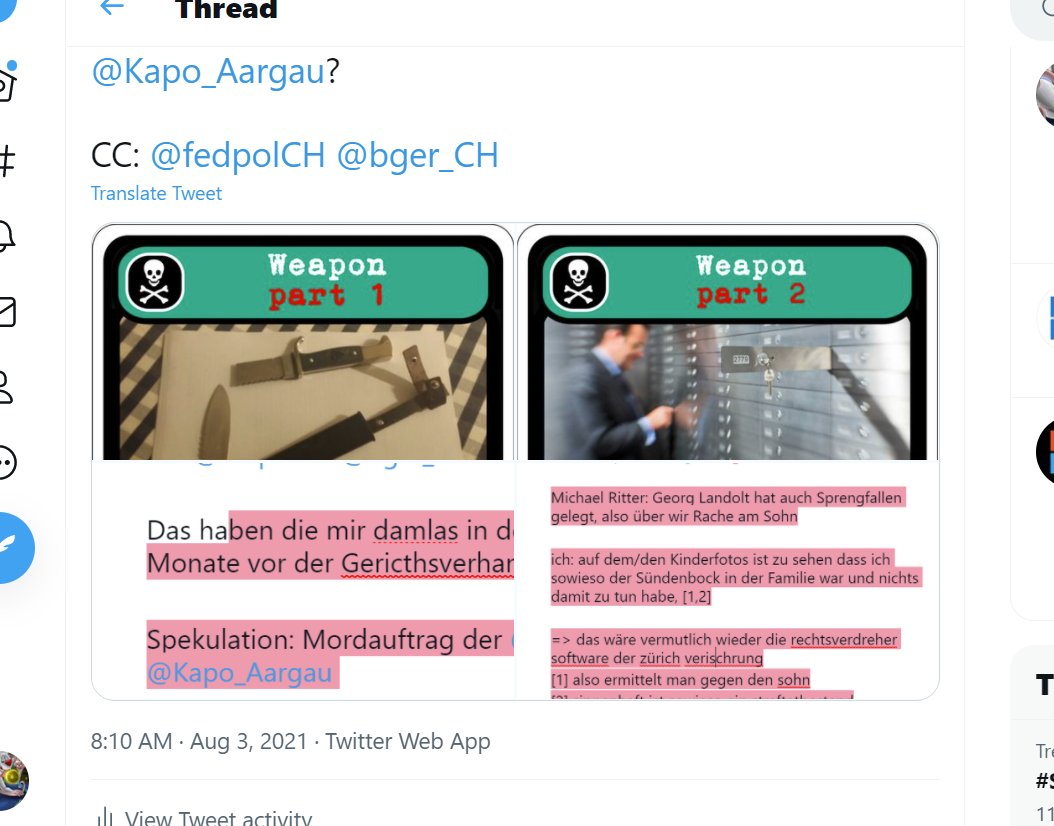 Thread
@Kapo_Aargau?
CC: @fedpolCH @bger_CH
Translate Tweet
Weapon
part 1
Weapon
part 2
2779
Das haben die mir damlas in d
Monate vor der Gericthsverhan
Spekulation: Mordauftrag der
@Kapo_Aargau
Michael Ritter: Georg Landolt hat auch Sprengfallen
gelegt, also über wir Rache am Sohn
ich: auf dem/den Kinderfotos ist zu sehen dass ich
sowieso der Sündenbock in der Familie war und nichts
damit zu tun habe, [1,2]
=> das wäre vermutlich wieder die rechtsverdreher
software der zürich verischrung
[1] also ermittelt man gegen den sohn
8:10 AM · Aug 3, 2021 · Twitter Web App
View Tweet activity
T
Tre
#S
11